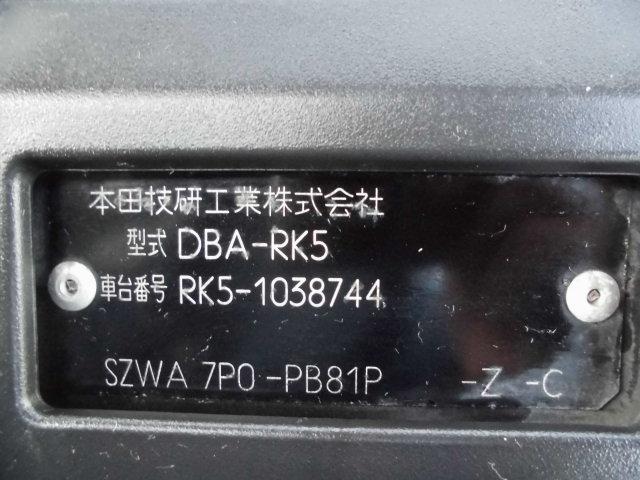 本田技研工業株式会社
型式 DBA-RK5
車台番号 RK5-1038744
SZWA 7P0 -PB81P -Z -C